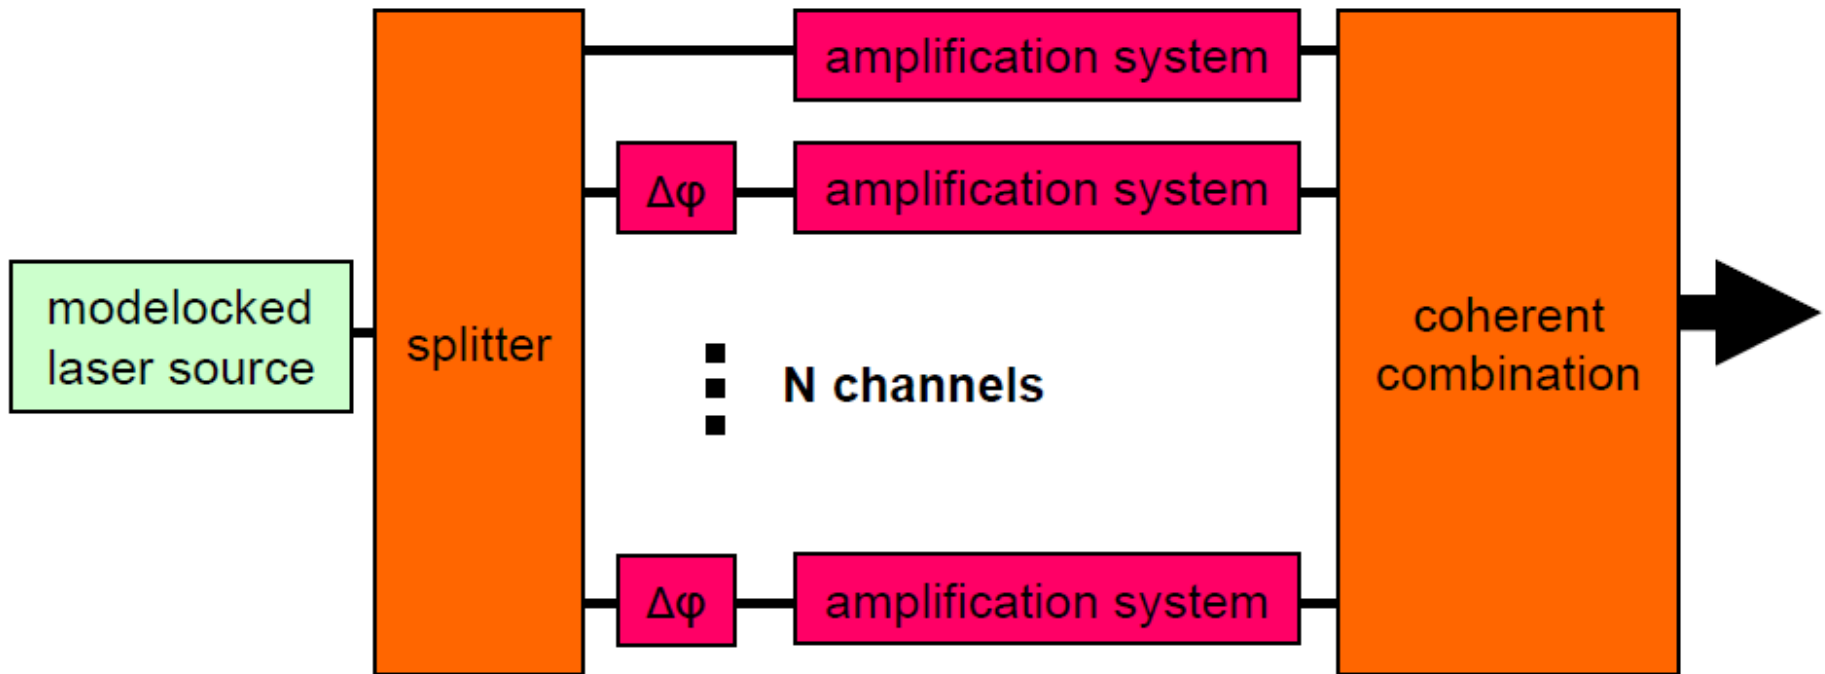 amplification system
Δφ
amplification system
modelocked
laser source
splitter
N channels
coherent
combination
Δφ
amplification system